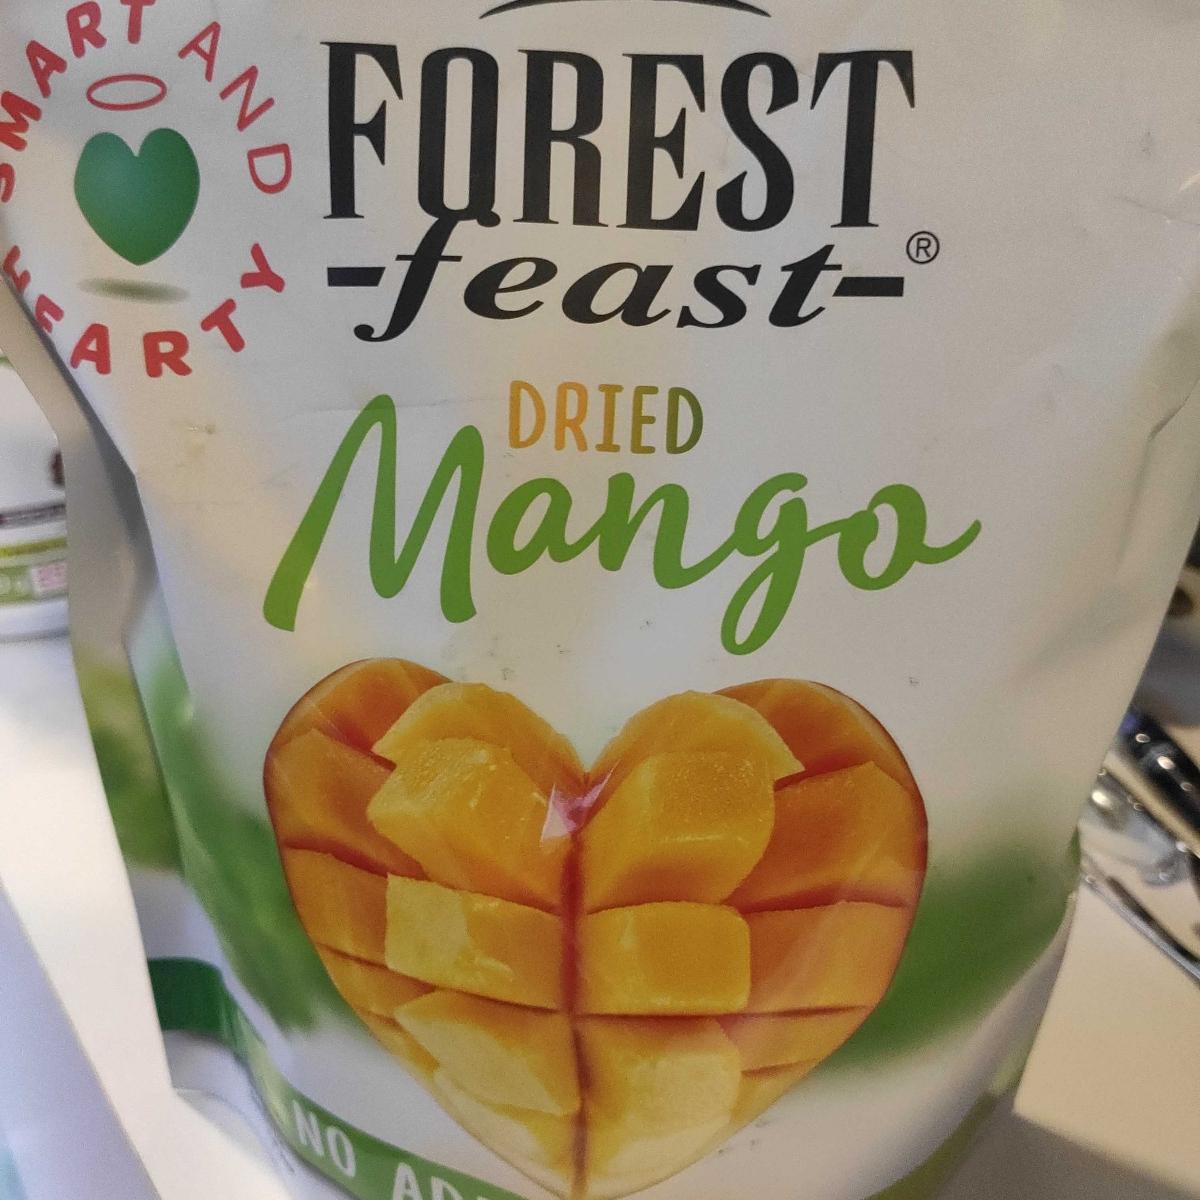 SMART AND HEARTY
FOREST
-feast-®
DRIED
Mango
NO